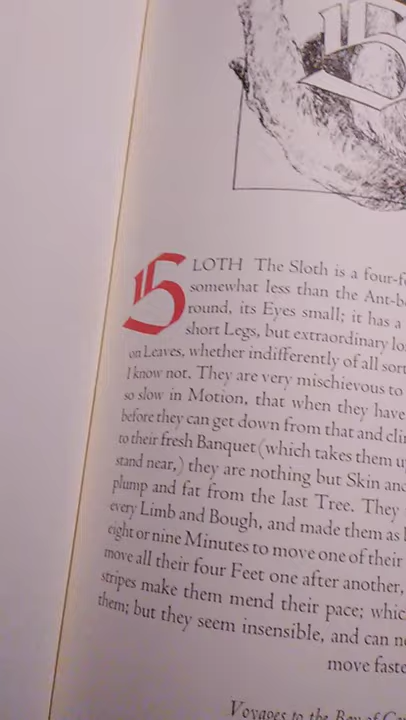 S
SLOTH The Sloth is a four-f
somewhat less than the Ant-b
round, its Eyes small; it has a
short Legs, but extraordinary lo
on Leaves, whether indifferently of all sort
I know not. They are very mischievous to
so slow in Motion, that when they have
before they can get down from that and cli
to their fresh Banquet (which takes them u
stand near,) they are nothing but Skin and
plump and fat from the last Tree. They
every Limb and Bough, and made them as
eight or nine Minutes to move one of their
move all their four Feet one after another,
stripes make them mend their pace; whic
them; but they seem insensible, and can ne
move faste
Voyages to the Bay of